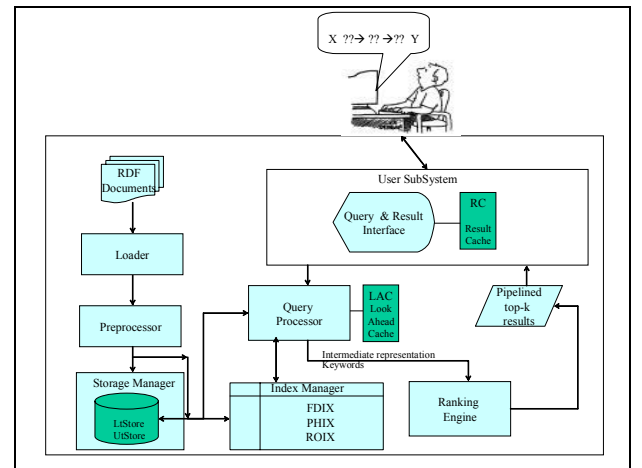 X ??→ ?? →?? Y
RDF
Documents
User SubSystem
Query & Result
Interface
RC
Result
Cache
Loader
Query
Processor
LAC
Look
Ahead
Cache
Pipelined
top-k
results
Preprocessor
Intermediate representation
Keywords
Storage Manager
LtStore
UtStore
Index Manager
FDIX
PHIX
ROIX
Ranking
Engine